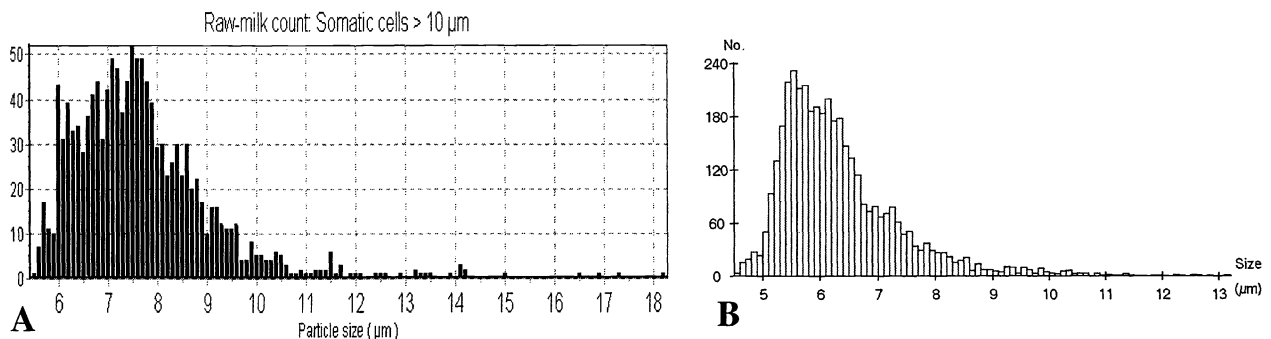 Raw-milk count: Somatic cells > 10 µm
50
40
30
20
10
0
6 7 8 9 10 11 12 13 14 15 16 17 18
Particle size ( µm )
A
No.
240
180
120
60
0
5 6 7 8 9 10 11 12 13
Size
(µm)
B